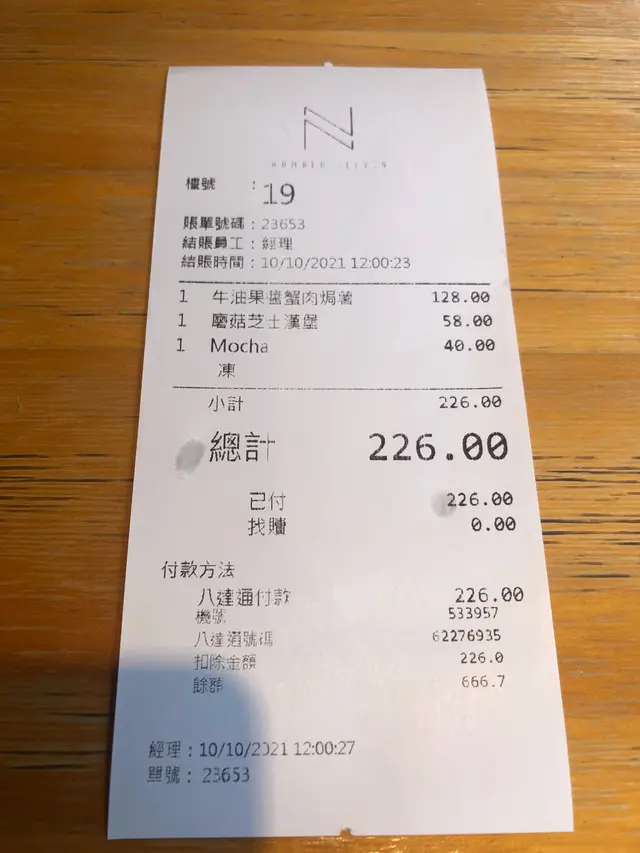 N
NUMBER ELEVEN
檯號 : 19
賬單號碼 : 23653
結賬員工 : 經理
結賬時間 : 10/10/2021 12:00:23
1 牛油果醬蟹肉焗薯 128.00
1 蘑菇芝士漢堡 58.00
1 Mocha 40.00
凍
小計 226.00
總計 226.00
已付 226.00
找贖 0.00
付款方法
八達通付款 226.00
機號 533957
八達通號碼 62276935
扣除金額 226.0
餘額 666.7
經理 : 10/10/2021 12:00:27
單號 : 23653